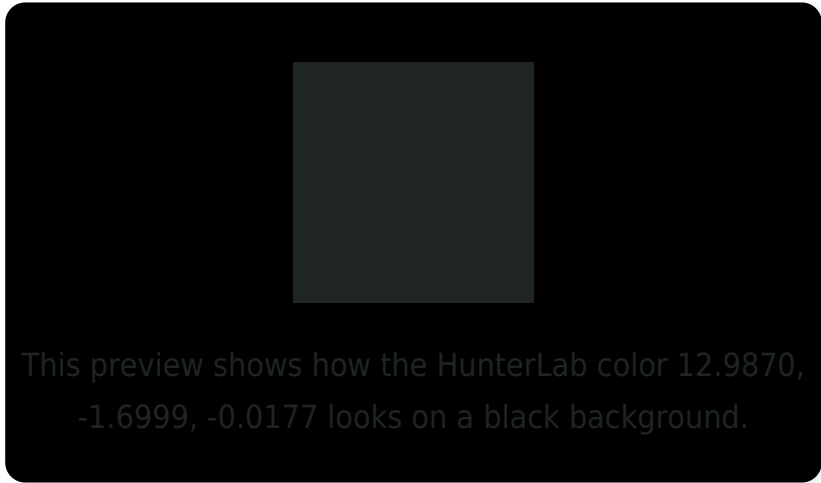 This preview shows how the HunterLab color 12.9870,
-1.6999, -0.0177 looks on a black background.